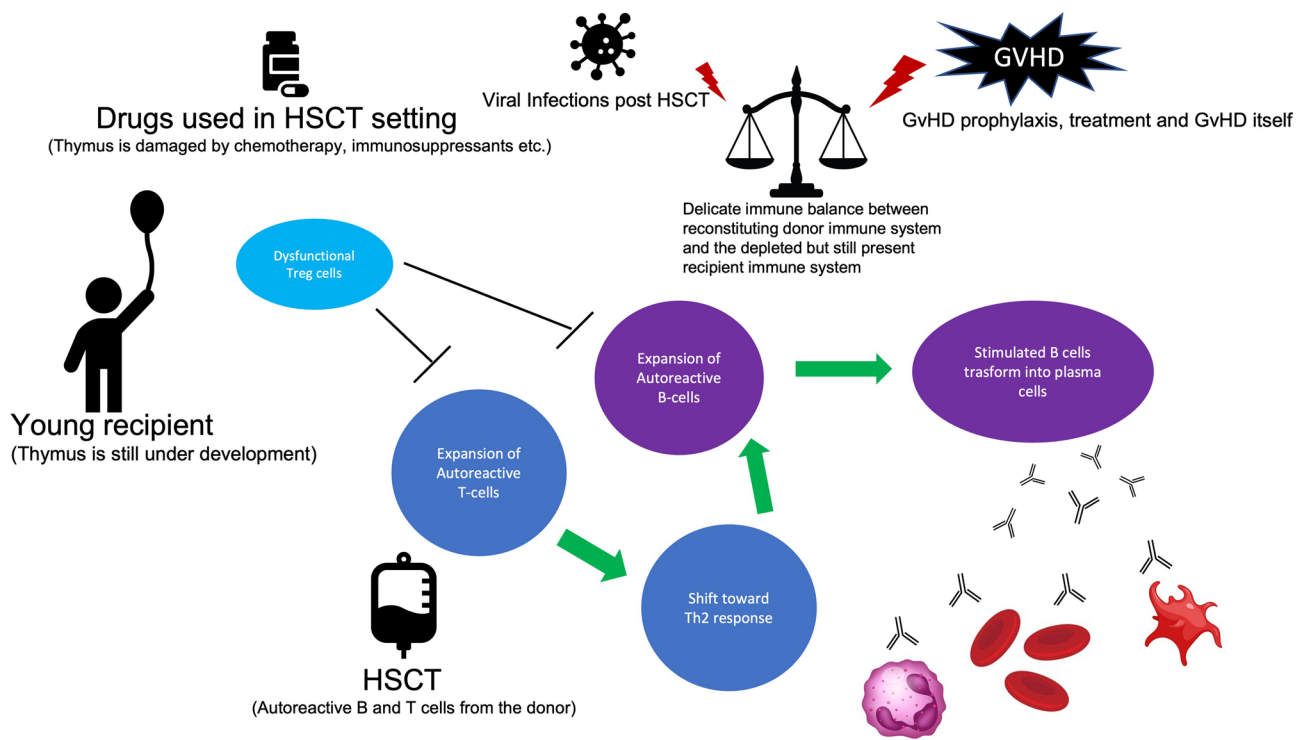 GVHD
Viral Infections post HSCT
GvHD prophylaxis, treatment and GvHD itself
Drugs used in HSCT setting
(Thymus is damaged by chemotherapy, immunosuppressants etc.)
Delicate immune balance between
reconstituting donor immune system
and the depleted but still present
recipient immune system
Dysfunctional
Treg cells
Young recipient
(Thymus is still under development)
Expansion of
Autoreactive
B-cells
Stimulated B cells
trasform into plasma
cells
Expansion of
Autoreactive
T-cells
Shift toward
Th2 response
HSCT
(Autoreactive B and T cells from the donor)